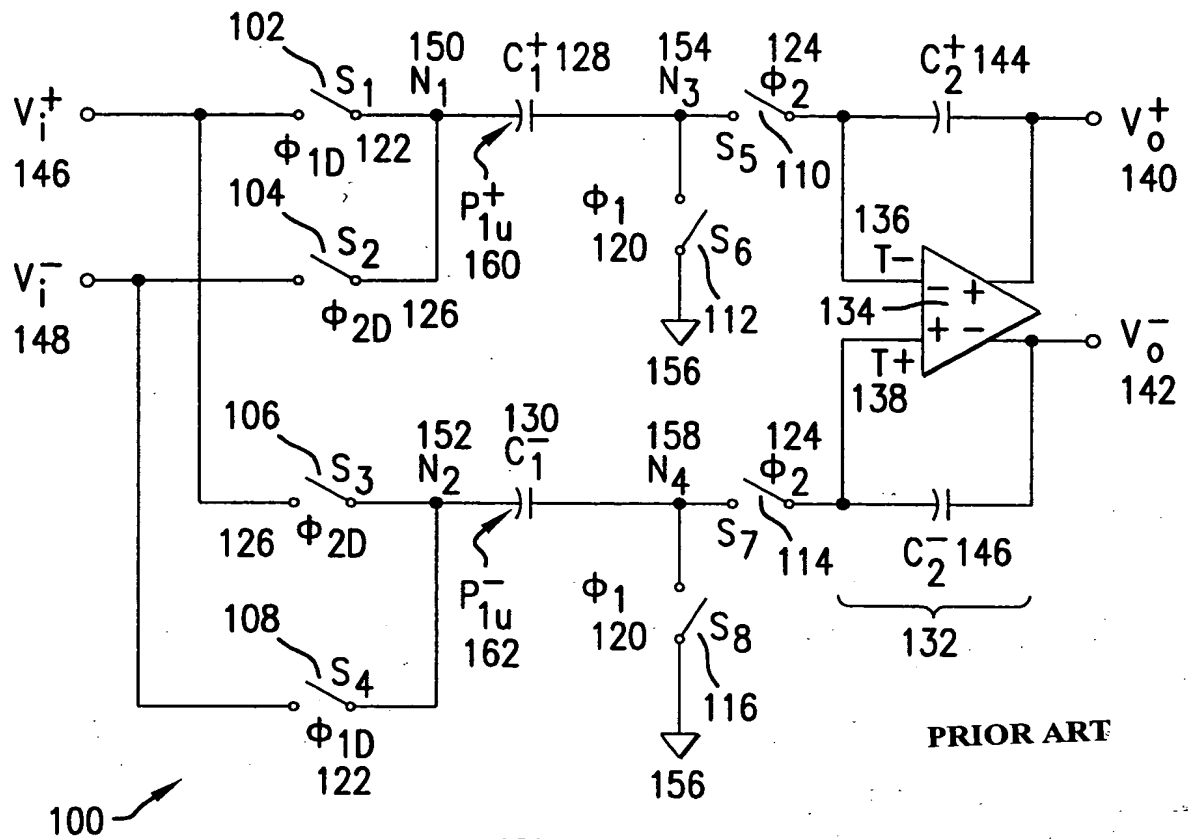 102
S₁
150
N₁
C₁⁺ 128
154
N₃
124
Φ₂
C₂⁺ 144
Vᵢ⁺
146
Φ₁D
122
S₅
110
Vₒ⁺
140
104
S₂
P₁ᵤ⁺
160
Φ₁
120
S₆
112
136
T−
− +
134
+ −
T+
138
Vᵢ⁻
148
Φ₂D
126
156
Vₒ⁻
142
106
S₃
152
N₂
130
C₁⁻
158
N₄
124
Φ₂
126
Φ₂D
S₇
114
C₂⁻ 146
P₁ᵤ⁻
162
Φ₁
120
S₈
116
132
108
S₄
Φ₁D
122
156
PRIOR ART
100